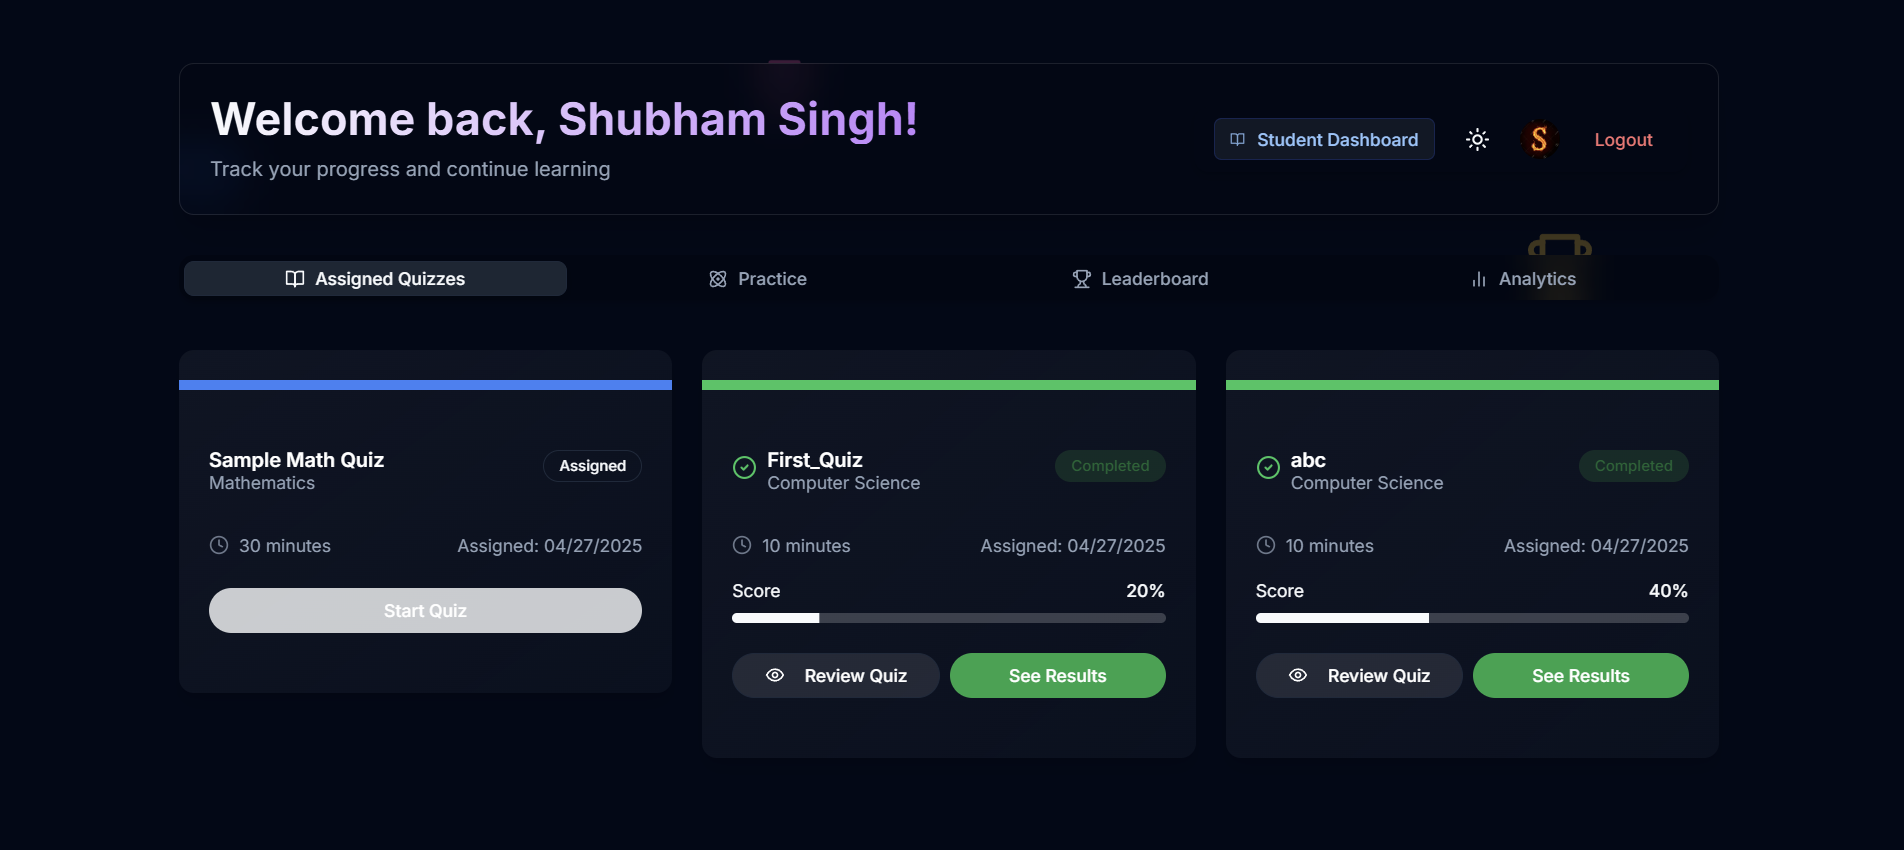 Welcome back, Shubham Singh!
Track your progress and continue learning
Student Dashboard
S
Logout
Assigned Quizzes
Practice
Leaderboard
Analytics
Sample Math Quiz
Assigned
Mathematics
30 minutes
Assigned: 04/27/2025
Start Quiz
First_Quiz
Completed
Computer Science
10 minutes
Assigned: 04/27/2025
Score
20%
Review Quiz
See Results
abc
Completed
Computer Science
10 minutes
Assigned: 04/27/2025
Score
40%
Review Quiz
See Results